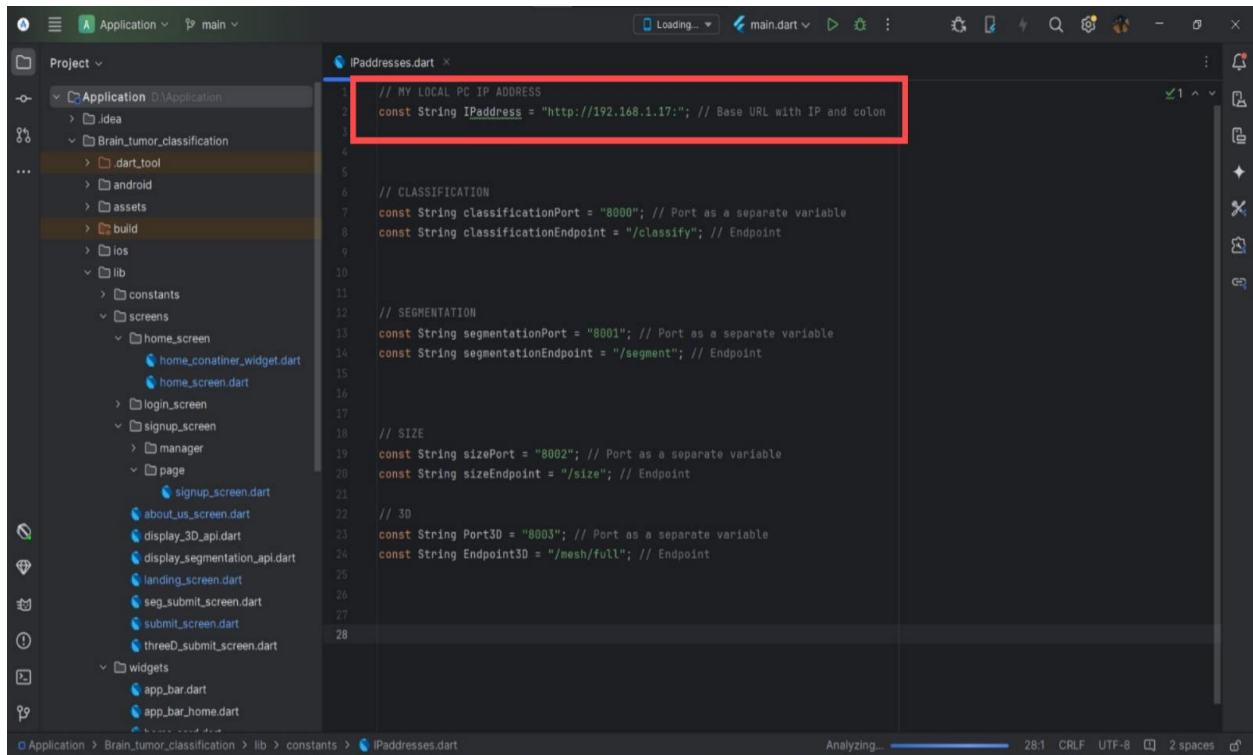 Application main Loading... main.dart
Project
IPaddresses.dart
Application D:\Application
.idea
Brain_tumor_classification
.dart_tool
android
assets
build
ios
lib
constants
screens
home_screen
home_conatiner_widget.dart
home_screen.dart
login_screen
signup_screen
manager
page
signup_screen.dart
about_us_screen.dart
display_3D_api.dart
display_segmentation_api.dart
landing_screen.dart
seg_submit_screen.dart
submit_screen.dart
threeD_submit_screen.dart
widgets
app_bar.dart
app_bar_home.dart
1 // MY LOCAL PC IP ADDRESS
2 const String IPaddress = "http://192.168.1.17:"; // Base URL with IP and colon
3
4
5
6 // CLASSIFICATION
7 const String classificationPort = "8000"; // Port as a separate variable
8 const String classificationEndpoint = "/classify"; // Endpoint
9
10
11
12 // SEGMENTATION
13 const String segmentationPort = "8001"; // Port as a separate variable
14 const String segmentationEndpoint = "/segment"; // Endpoint
15
16
17
18 // SIZE
19 const String sizePort = "8002"; // Port as a separate variable
20 const String sizeEndpoint = "/size"; // Endpoint
21
22 // 3D
23 const String Port3D = "8003"; // Port as a separate variable
24 const String Endpoint3D = "/mesh/full"; // Endpoint
25
26
27
28
1
Application > Brain_tumor_classification > lib > constants > IPaddresses.dart Analyzing... 28:1 CRLF UTF-8 2 spaces